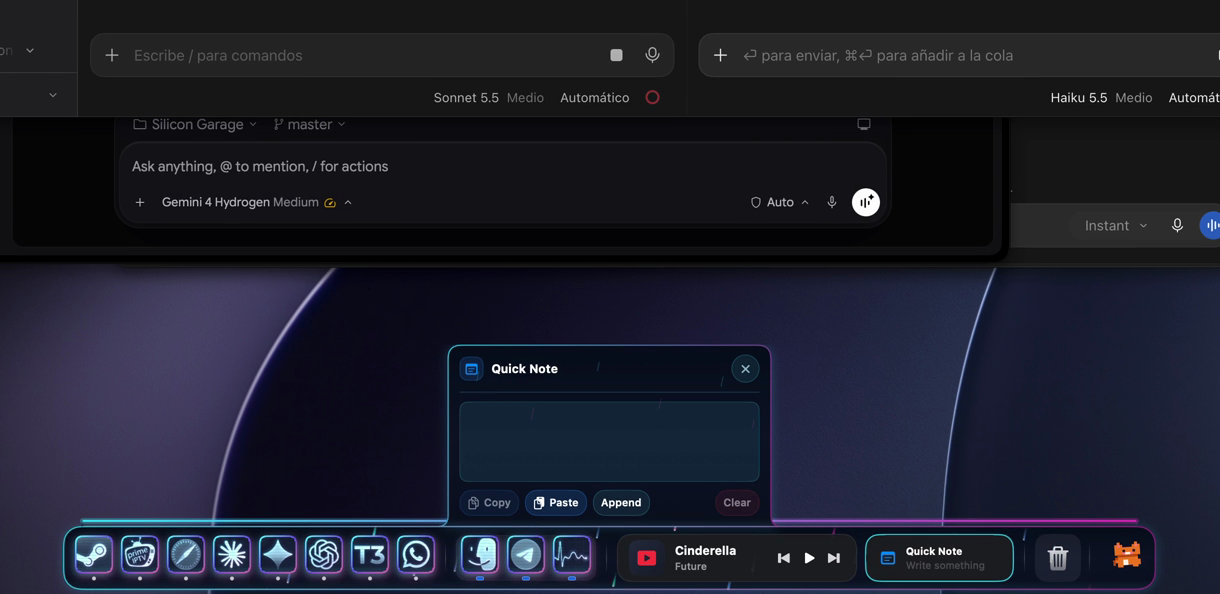 Escribe / para comandos
⏎ para enviar, ⌘⏎ para añadir a la cola
Sonnet 5.5 Medio Automático
Haiku 5.5 Medio
Silicon Garage master
Ask anything, @ to mention, / for actions
Gemini 4 Hydrogen Medium
Auto
Instant
Quick Note
Copy
Paste
Append
Clear
prime
IPTV
T3
Cinderella
Future
Quick Note
Write something